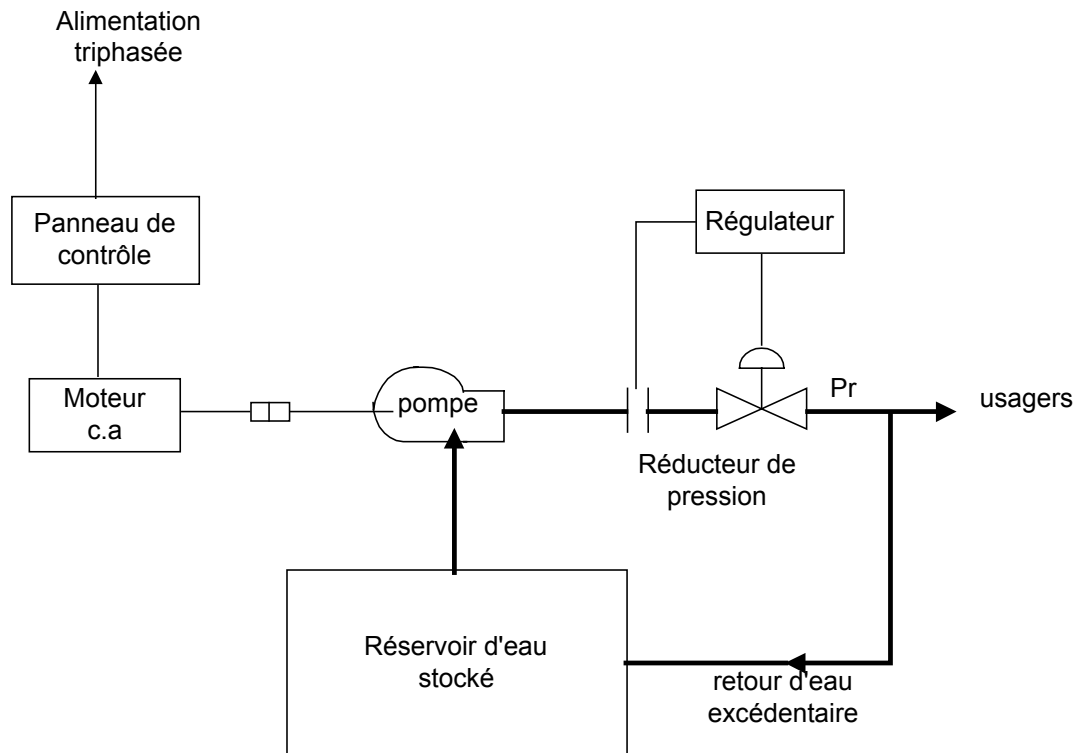 Alimentation
triphasée
Panneau de
contrôle
Régulateur
Moteur
c.a
pompe
Pr
usagers
Réducteur de
pression
Réservoir d'eau
stocké
retour d'eau
excédentaire